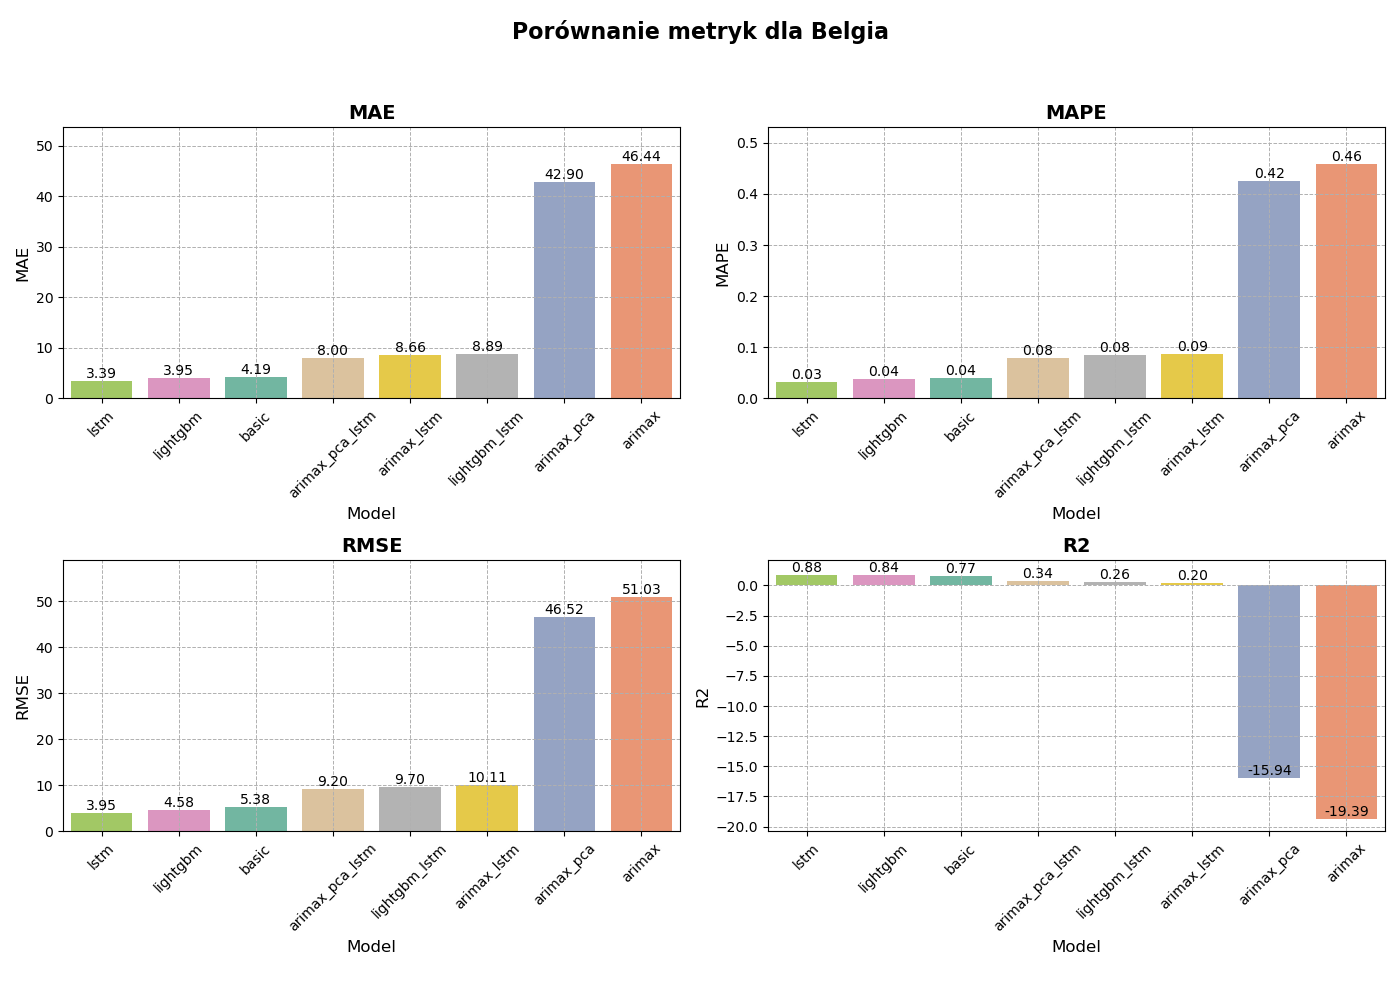 Porównanie metryk dla Belgia
MAE
MAE
50
40
30
20
10
0
3.39
3.95
4.19
8.00
8.66
8.89
42.90
46.44
lstm
lightgbm
basic
arimax_pca_lstm
arimax_lstm
lightgbm_lstm
arimax_pca
arimax
Model
MAPE
MAPE
0.5
0.4
0.3
0.2
0.1
0.0
0.03
0.04
0.04
0.08
0.08
0.09
0.42
0.46
lstm
lightgbm
basic
arimax_pca_lstm
lightgbm_lstm
arimax_lstm
arimax_pca
arimax
Model
RMSE
RMSE
50
40
30
20
10
0
3.95
4.58
5.38
9.20
9.70
10.11
46.52
51.03
lstm
lightgbm
basic
arimax_pca_lstm
lightgbm_lstm
arimax_lstm
arimax_pca
arimax
Model
R2
R2
0.0
−2.5
−5.0
−7.5
−10.0
−12.5
−15.0
−17.5
−20.0
0.88
0.84
0.77
0.34
0.26
0.20
-15.94
-19.39
lstm
lightgbm
basic
arimax_pca_lstm
lightgbm_lstm
arimax_lstm
arimax_pca
arimax
Model